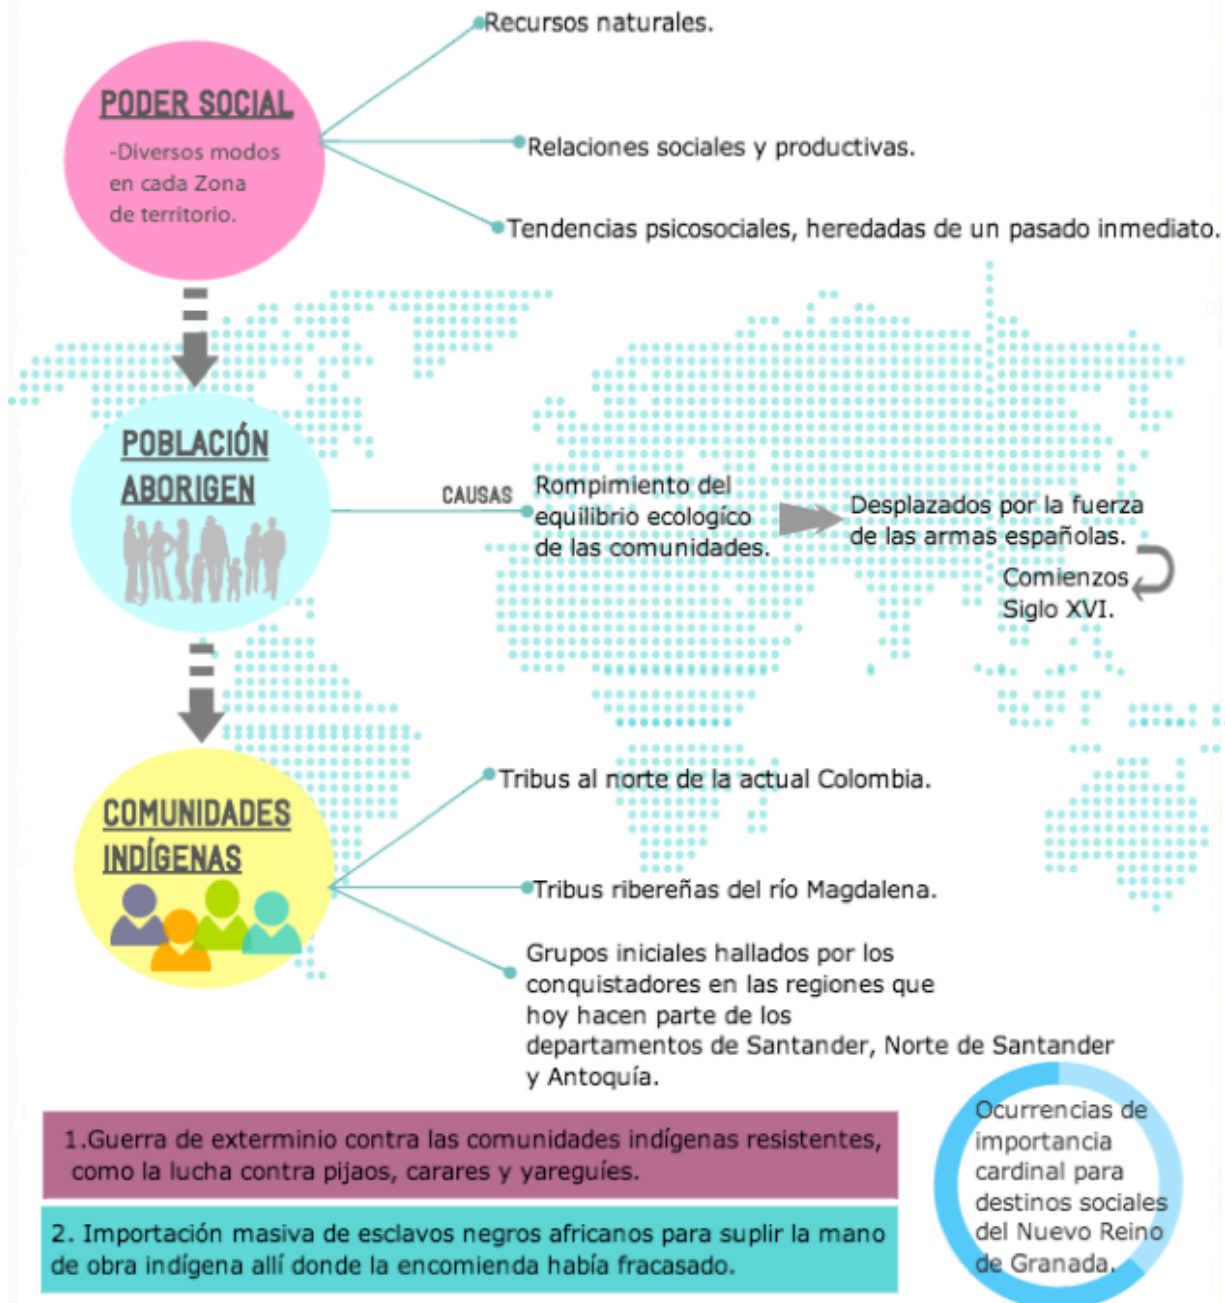 Recursos naturales.
PODER SOCIAL
-Diversos modos
en cada Zona
de territorio.
Relaciones sociales y productivas.
Tendencias psicosociales, heredadas de un pasado inmediato.
POBLACIÓN
ABORIGEN
CAUSAS
Rompimiento del
equilibrio ecologíco
de las comunidades.
Desplazados por la fuerza
de las armas españolas.
Comienzos
Siglo XVI.
COMUNIDADES
INDÍGENAS
Tribus al norte de la actual Colombia.
Tribus ribereñas del río Magdalena.
Grupos iniciales hallados por los
conquistadores en las regiones que
hoy hacen parte de los
departamentos de Santander, Norte de Santander
y Antoquía.
1.Guerra de exterminio contra las comunidades indígenas resistentes,
como la lucha contra pijaos, carares y yareguíes.
2. Importación masiva de esclavos negros africanos para suplir la mano
de obra indígena allí donde la encomienda había fracasado.
Ocurrencias de
importancia
cardinal para
destinos sociales
del Nuevo Reino
de Granada.